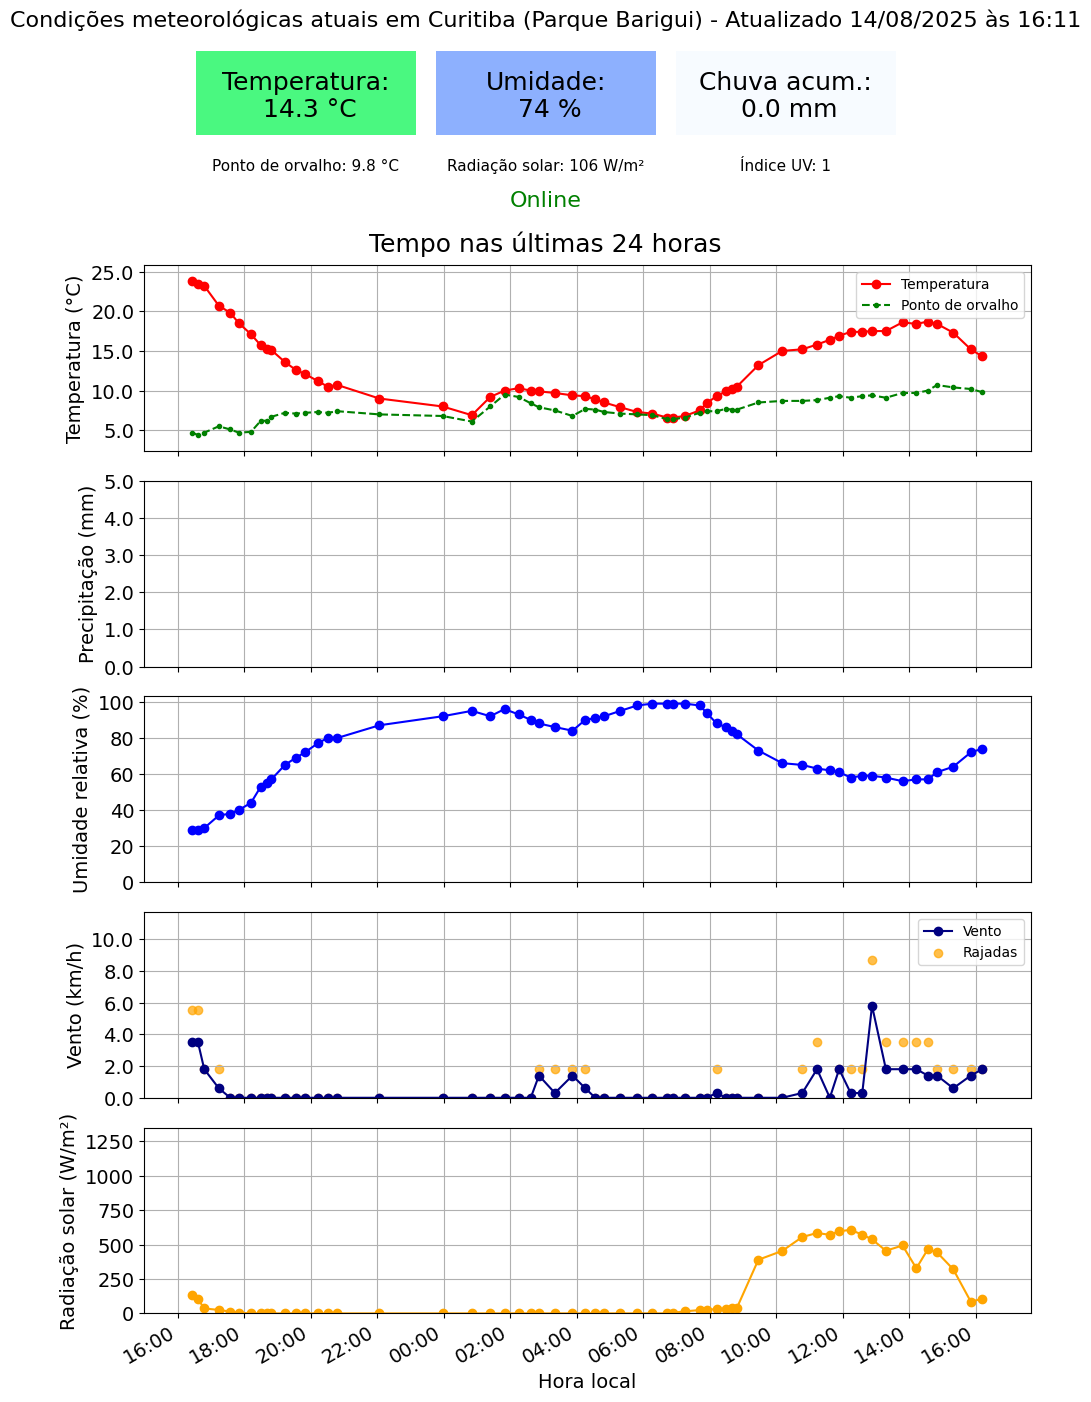 Condições meteorológicas atuais em Curitiba (Parque Barigui) - Atualizado 14/08/2025 às 16:11
Temperatura:
14.3 °C
Umidade:
74 %
Chuva acum.:
0.0 mm
Ponto de orvalho: 9.8 °C
Radiação solar: 106 W/m²
Índice UV: 1
Online
Tempo nas últimas 24 horas
Temperatura (°C)
25.0
20.0
15.0
10.0
5.0
Temperatura
Ponto de orvalho
Precipitação (mm)
5.0
4.0
3.0
2.0
1.0
0.0
Umidade relativa (%)
100
80
60
40
20
0
Vento (km/h)
10.0
8.0
6.0
4.0
2.0
0.0
Vento
Rajadas
Radiação solar (W/m²)
1250
1000
750
500
250
0
16:00
18:00
20:00
22:00
00:00
02:00
04:00
06:00
08:00
10:00
12:00
14:00
16:00
Hora local